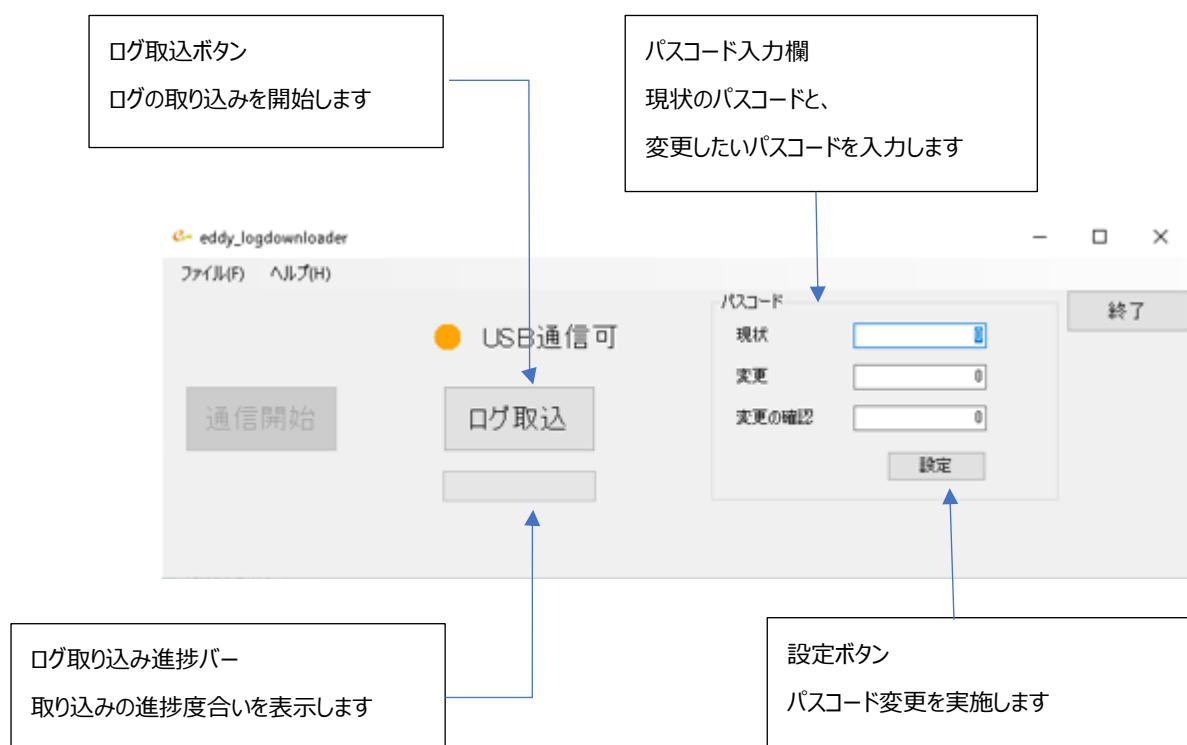 ログ取込ボタン
ログの取り込みを開始します
パスコード入力欄
現状のパスコードと、
変更したいパスコードを入力します
eddy_logdownloader
ファイル(F) ヘルプ(H)
終了
USB通信可
パスコード
現状 0
変更 0
変更の確認 0
通信開始
ログ取込
設定
ログ取り込み進捗バー
取り込みの進捗度合いを表示します
設定ボタン
パスコード変更を実施します